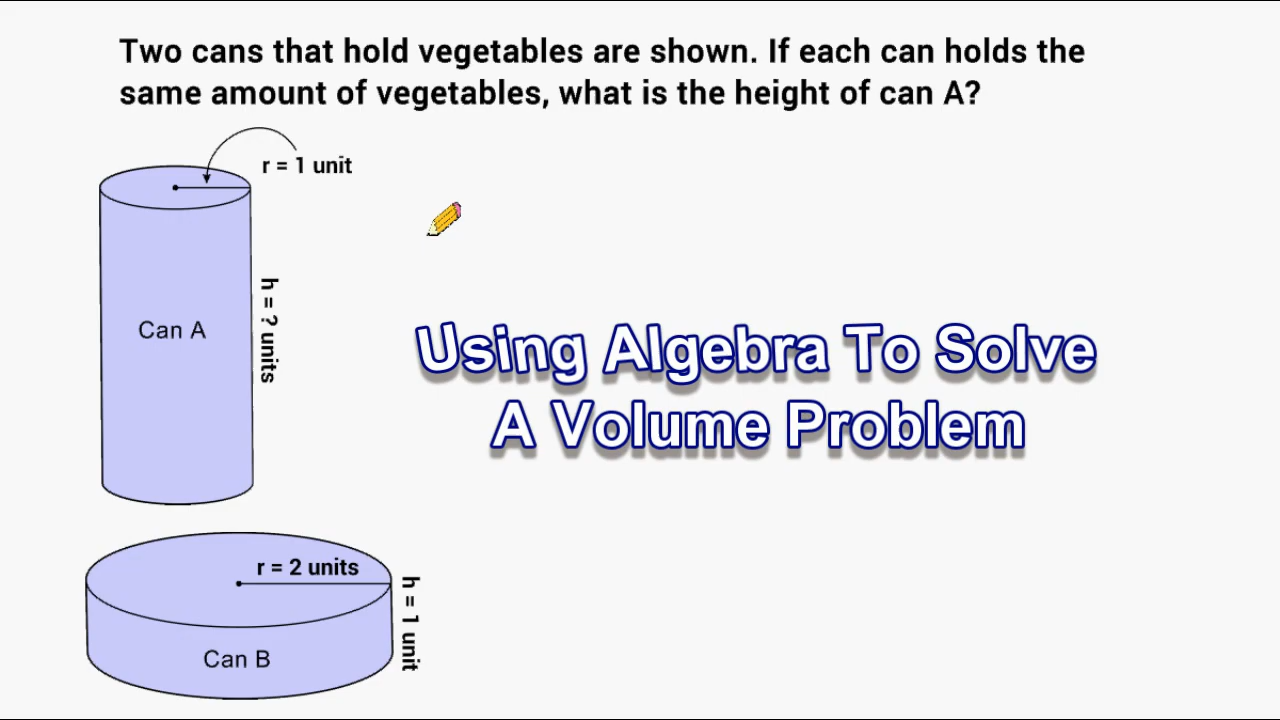 Two cans that hold vegetables are shown. If each can holds the
same amount of vegetables, what is the height of can A?
r = 1 unit
Can A
h = ? units
Using Algebra To Solve
A Volume Problem
r = 2 units
h = 1 unit
Can B